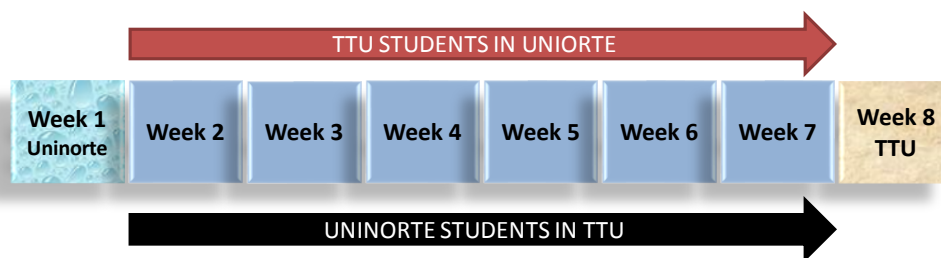 TTU STUDENTS IN UNIORTE
Week 1
Uninorte
Week 2
Week 3
Week 4
Week 5
Week 6
Week 7
Week 8
TTU
UNINORTE STUDENTS IN TTU